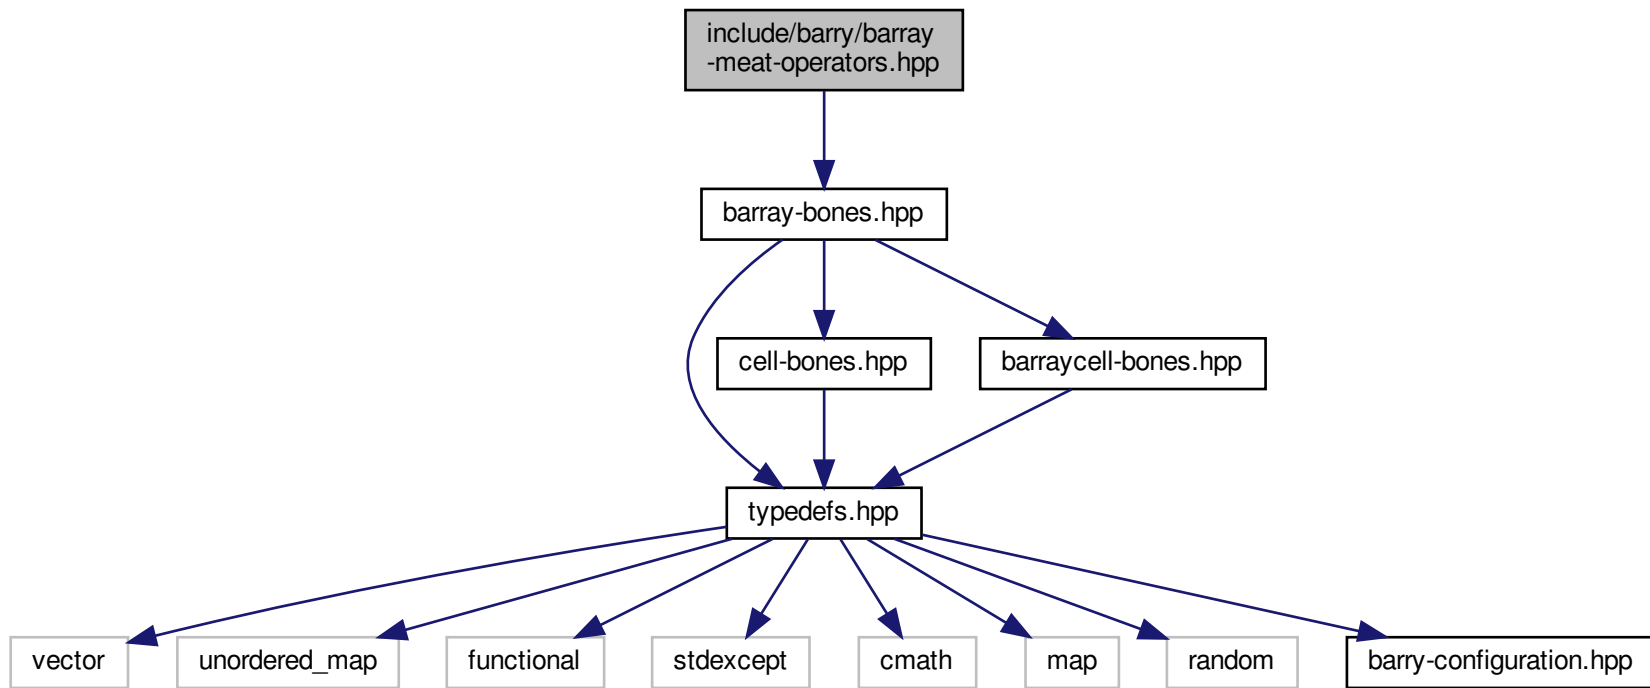 include/barry/barray
-meat-operators.hpp
barray-bones.hpp
cell-bones.hpp
barraycell-bones.hpp
typedefs.hpp
vector
unordered_map
functional
stdexcept
cmath
map
random
barry-configuration.hpp